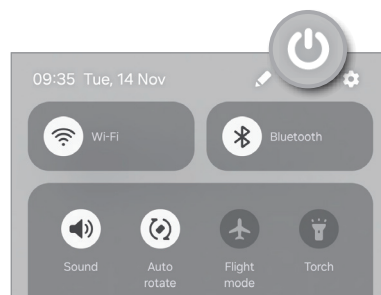 09:35 Tue, 14 Nov
Wi-Fi
Bluetooth
Sound
Auto
rotate
Flight
mode
Torch